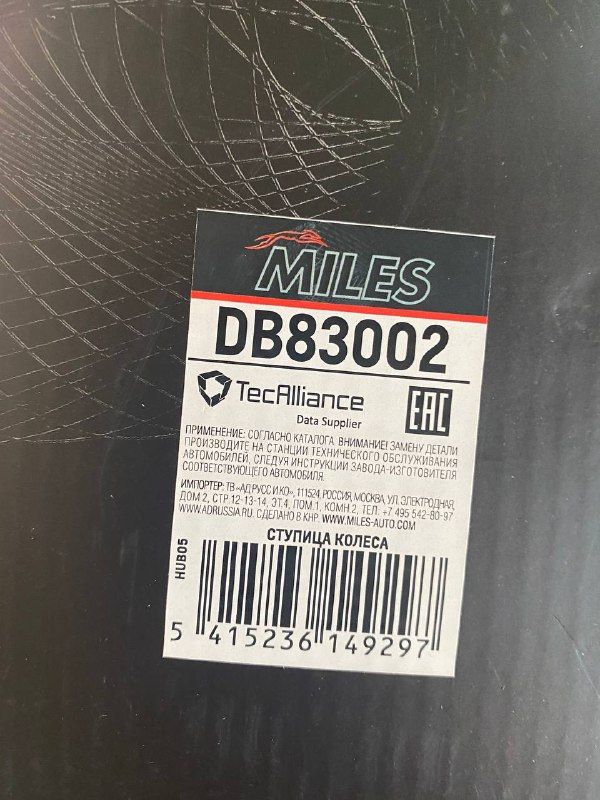 MILES
DB83002
TecAlliance
Data Supplier
EAC
ПРИМЕНЕНИЕ: СОГЛАСНО КАТАЛОГА. ВНИМАНИЕ! ЗАМЕНУ ДЕТАЛИ
ПРОИЗВОДИТЕ НА СТАНЦИИ ТЕХНИЧЕСКОГО ОБСЛУЖИВАНИЯ
АВТОМОБИЛЕЙ, СЛЕДУЯ ИНСТРУКЦИИ ЗАВОДА-ИЗГОТОВИТЕЛЯ
СООТВЕТСТВУЮЩЕГО АВТОМОБИЛЯ.
ИМПОРТЕР: ТВ «АД РУСС И КО», 111524, РОССИЯ, МОСКВА, УЛ. ЭЛЕКТРОДНАЯ,
ДОМ 2, СТР. 12-13-14, ЭТ.4, ПОМ.1, КОМН.2, ТЕЛ: +7 495 542-80-97
WWW.ADRUSSIA.RU. СДЕЛАНО В КНР. WWW.MILES-AUTO.COM
СТУПИЦА КОЛЕСА
HUB05
5 415236 149297